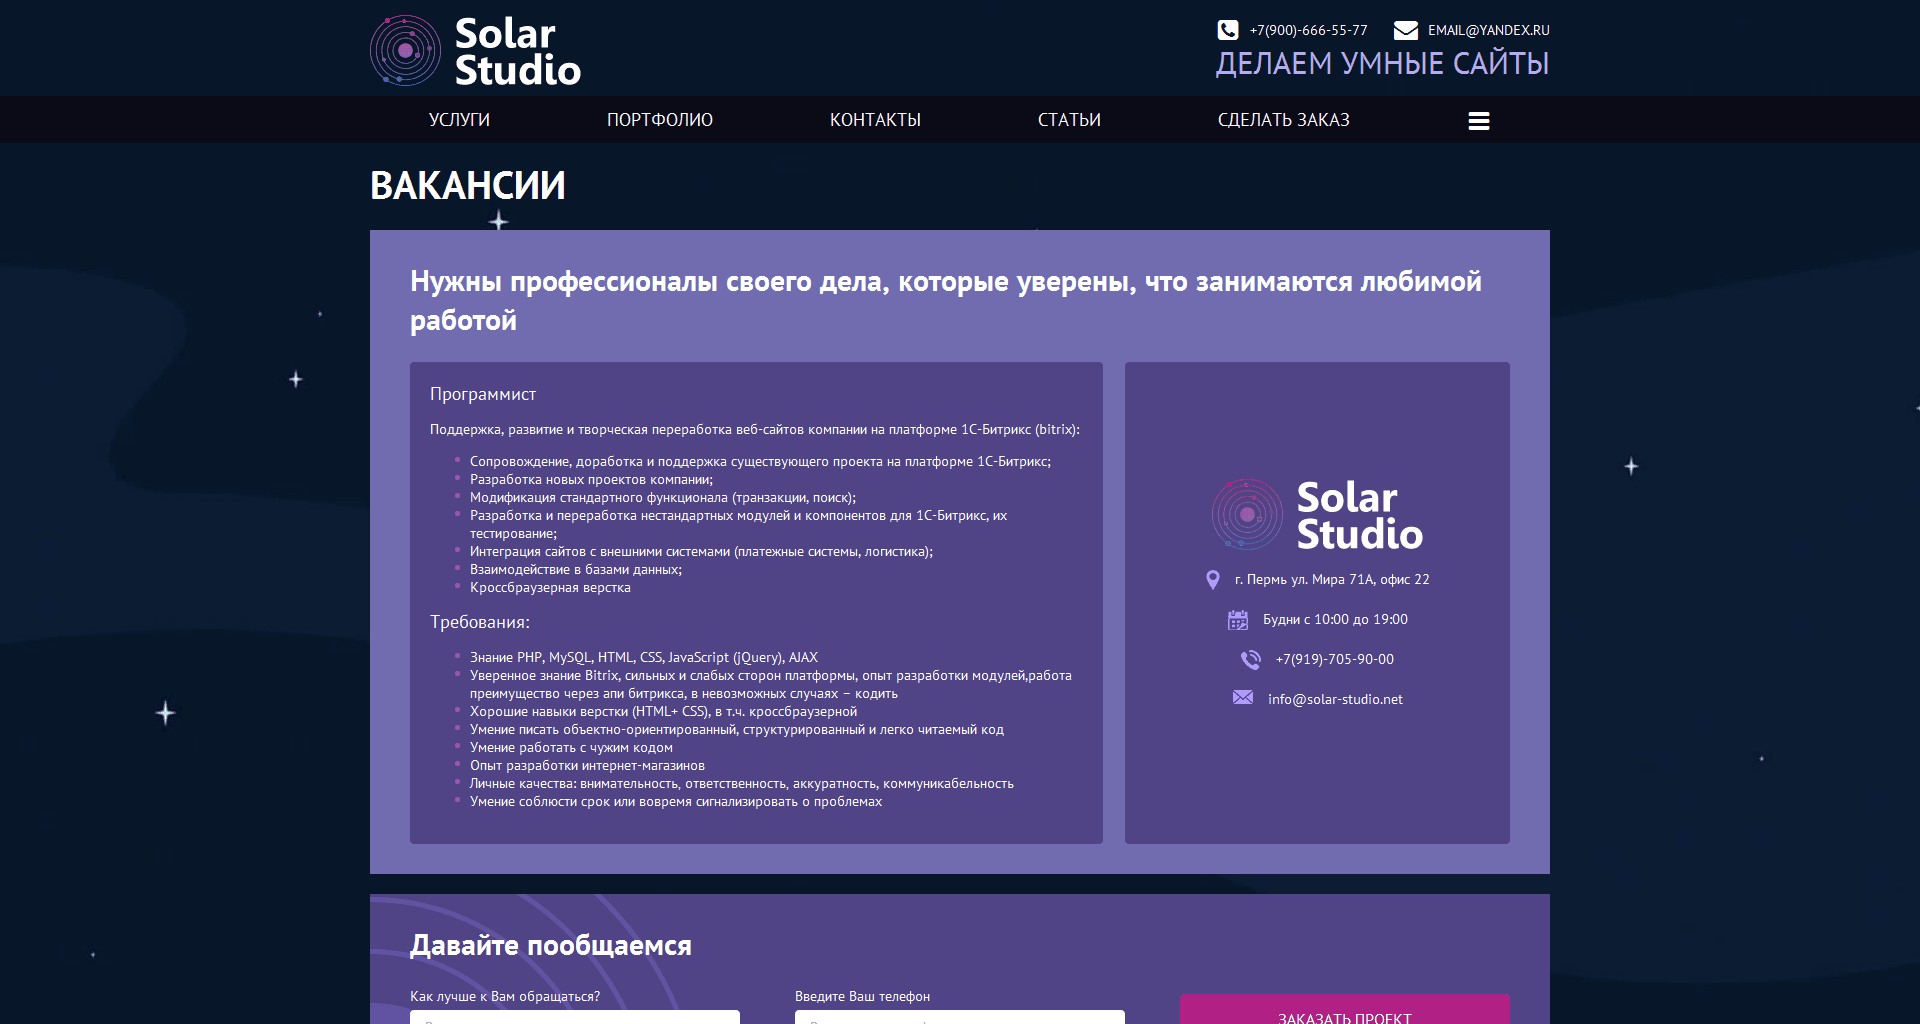 Solar
Studio
+7(900)-666-55-77
EMAIL@YANDEX.RU
ДЕЛАЕМ УМНЫЕ САЙТЫ
УСЛУГИ
ПОРТФОЛИО
КОНТАКТЫ
СТАТЬИ
СДЕЛАТЬ ЗАКАЗ
ВАКАНСИИ
Нужны профессионалы своего дела, которые уверены, что занимаются любимой
работой
Программист
Поддержка, развитие и творческая переработка веб-сайтов компании на платформе 1С-Битрикс (bitrix):
Сопровождение, доработка и поддержка существующего проекта на платформе 1С-Битрикс;
Разработка новых проектов компании;
Модификация стандартного функционала (транзакции, поиск);
Разработка и переработка нестандартных модулей и компонентов для 1С-Битрикс, их
тестирование;
Интеграция сайтов с внешними системами (платежные системы, логистика);
Взаимодействие в базами данных;
Кроссбраузерная верстка
Требования:
Знание PHP, MySQL, HTML, CSS, JavaScript (jQuery), AJAX
Уверенное знание Bitrix, сильных и слабых сторон платформы, опыт разработки модулей,работа
преимущество через апи битрикса, в невозможных случаях – кодить
Хорошие навыки верстки (HTML+ CSS), в т.ч. кроссбраузерной
Умение писать объектно-ориентированный, структурированный и легко читаемый код
Умение работать с чужим кодом
Опыт разработки интернет-магазинов
Личные качества: внимательность, ответственность, аккуратность, коммуникабельность
Умение соблюсти срок или вовремя сигнализировать о проблемах
Solar
Studio
г. Пермь ул. Мира 71А, офис 22
Будни с 10:00 до 19:00
+7(919)-705-90-00
info@solar-studio.net
Давайте пообщаемся
Как лучше к Вам обращаться?
Введите Ваш телефон
ЗАКАЗАТЬ ПРОЕКТ